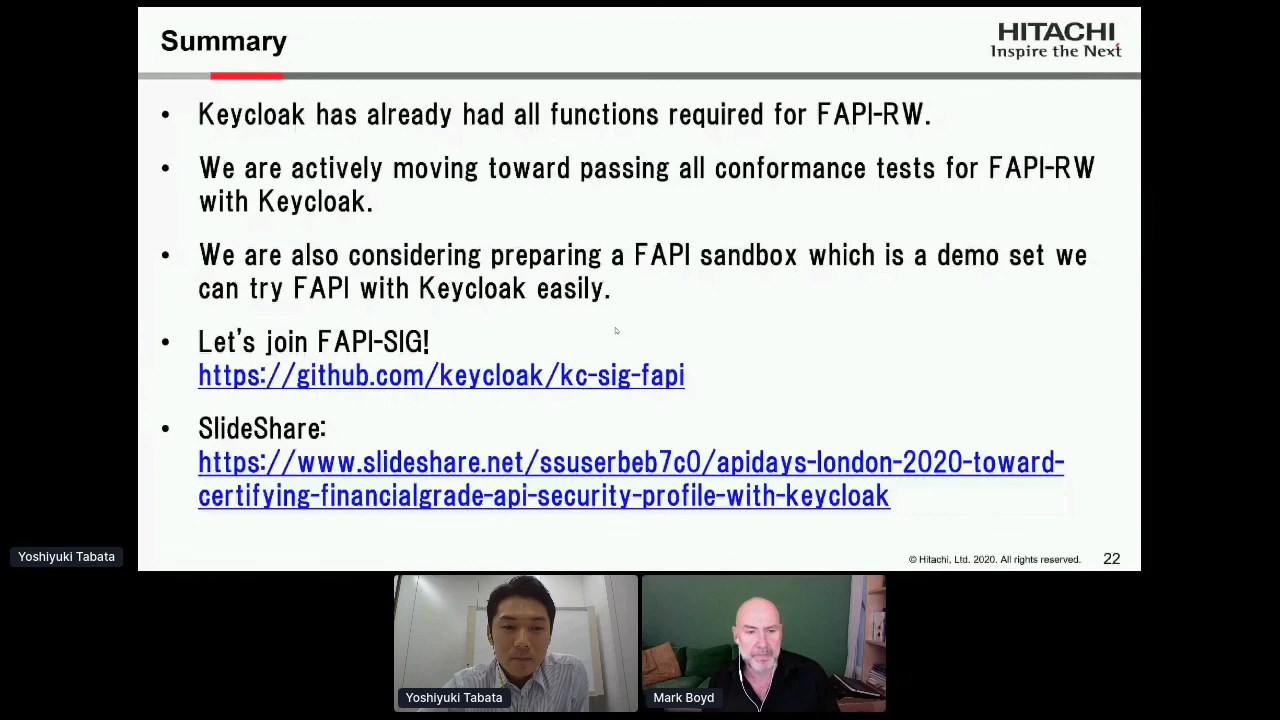 Summary
HITACHI
Inspire the Next
• Keycloak has already had all functions required for FAPI-RW.
• We are actively moving toward passing all conformance tests for FAPI-RW
with Keycloak.
• We are also considering preparing a FAPI sandbox which is a demo set we
can try FAPI with Keycloak easily.
• Let's join FAPI-SIG!
https://github.com/keycloak/kc-sig-fapi
• SlideShare:
https://www.slideshare.net/ssuserbeb7c0/apidays-london-2020-toward-
certifying-financialgrade-api-security-profile-with-keycloak
© Hitachi, Ltd. 2020. All rights reserved. 22
Yoshiyuki Tabata
Yoshiyuki Tabata
Mark Boyd